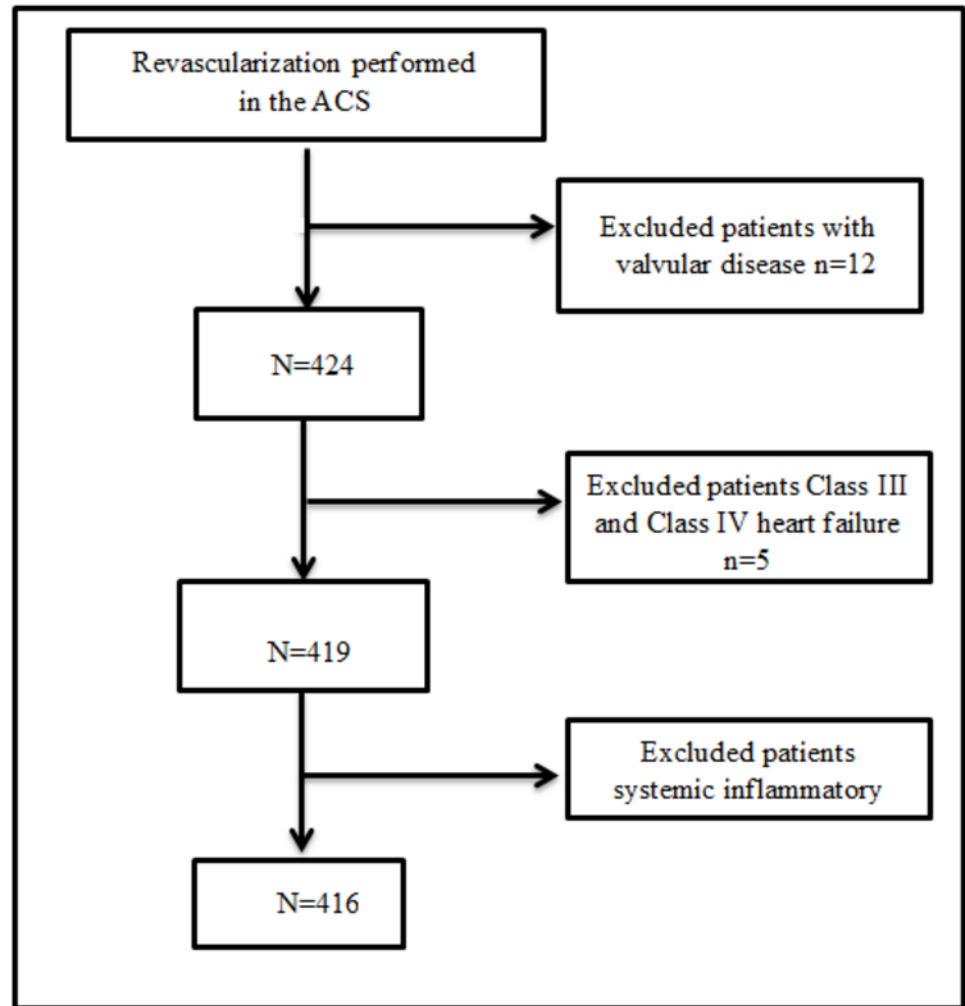 Revascularization performed
in the ACS
Excluded patients with
valvular disease n=12
N=424
Excluded patients Class III
and Class IV heart failure
n=5
N=419
Excluded patients
systemic inflammatory
N=416